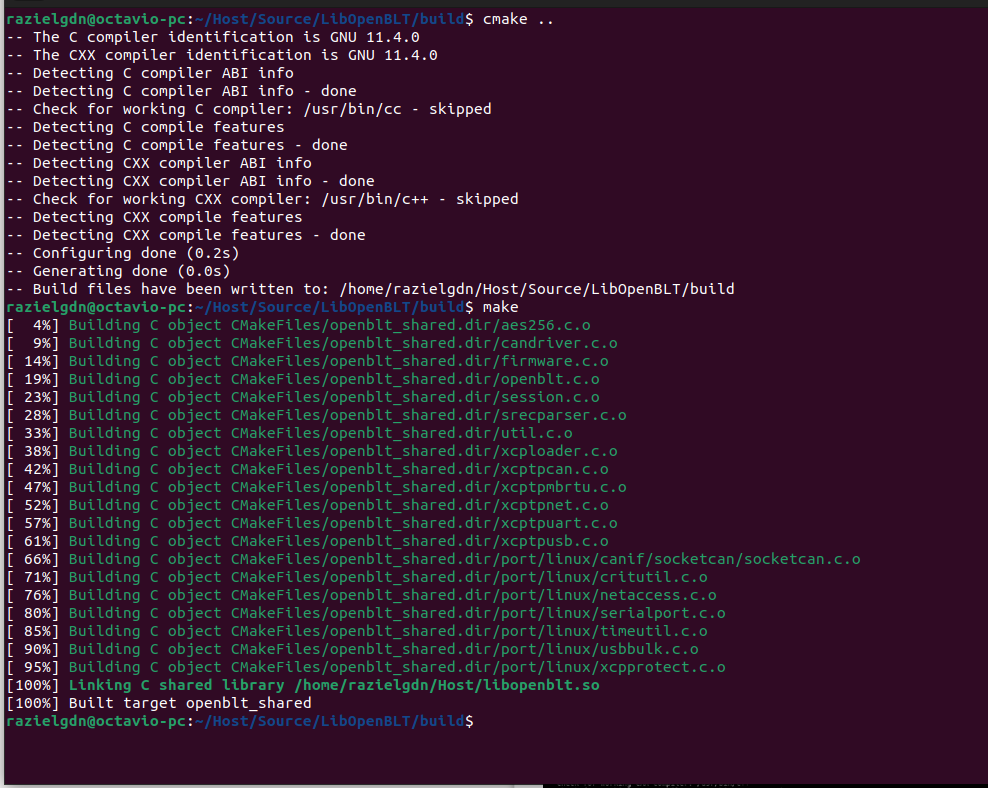 razielgdn@octavio-pc:~/Host/Source/LibOpenBLT/build$ cmake ..
-- The C compiler identification is GNU 11.4.0
-- The CXX compiler identification is GNU 11.4.0
-- Detecting C compiler ABI info
-- Detecting C compiler ABI info - done
-- Check for working C compiler: /usr/bin/cc - skipped
-- Detecting C compile features
-- Detecting C compile features - done
-- Detecting CXX compiler ABI info
-- Detecting CXX compiler ABI info - done
-- Check for working CXX compiler: /usr/bin/c++ - skipped
-- Detecting CXX compile features
-- Detecting CXX compile features - done
-- Configuring done (0.2s)
-- Generating done (0.0s)
-- Build files have been written to: /home/razielgdn/Host/Source/LibOpenBLT/build
razielgdn@octavio-pc:~/Host/Source/LibOpenBLT/build$ make
[  4%] Building C object CMakeFiles/openblt_shared.dir/aes256.c.o
[  9%] Building C object CMakeFiles/openblt_shared.dir/candriver.c.o
[ 14%] Building C object CMakeFiles/openblt_shared.dir/firmware.c.o
[ 19%] Building C object CMakeFiles/openblt_shared.dir/openblt.c.o
[ 23%] Building C object CMakeFiles/openblt_shared.dir/session.c.o
[ 28%] Building C object CMakeFiles/openblt_shared.dir/srecparser.c.o
[ 33%] Building C object CMakeFiles/openblt_shared.dir/util.c.o
[ 38%] Building C object CMakeFiles/openblt_shared.dir/xcploader.c.o
[ 42%] Building C object CMakeFiles/openblt_shared.dir/xcptpcan.c.o
[ 47%] Building C object CMakeFiles/openblt_shared.dir/xcptpmbrtu.c.o
[ 52%] Building C object CMakeFiles/openblt_shared.dir/xcptpnet.c.o
[ 57%] Building C object CMakeFiles/openblt_shared.dir/xcptpuart.c.o
[ 61%] Building C object CMakeFiles/openblt_shared.dir/xcptpusb.c.o
[ 66%] Building C object CMakeFiles/openblt_shared.dir/port/linux/canif/socketcan/socketcan.c.o
[ 71%] Building C object CMakeFiles/openblt_shared.dir/port/linux/critutil.c.o
[ 76%] Building C object CMakeFiles/openblt_shared.dir/port/linux/netaccess.c.o
[ 80%] Building C object CMakeFiles/openblt_shared.dir/port/linux/serialport.c.o
[ 85%] Building C object CMakeFiles/openblt_shared.dir/port/linux/timeutil.c.o
[ 90%] Building C object CMakeFiles/openblt_shared.dir/port/linux/usbbulk.c.o
[ 95%] Building C object CMakeFiles/openblt_shared.dir/port/linux/xcpprotect.c.o
[100%] Linking C shared library /home/razielgdn/Host/libopenblt.so
[100%] Built target openblt_shared
razielgdn@octavio-pc:~/Host/Source/LibOpenBLT/build$